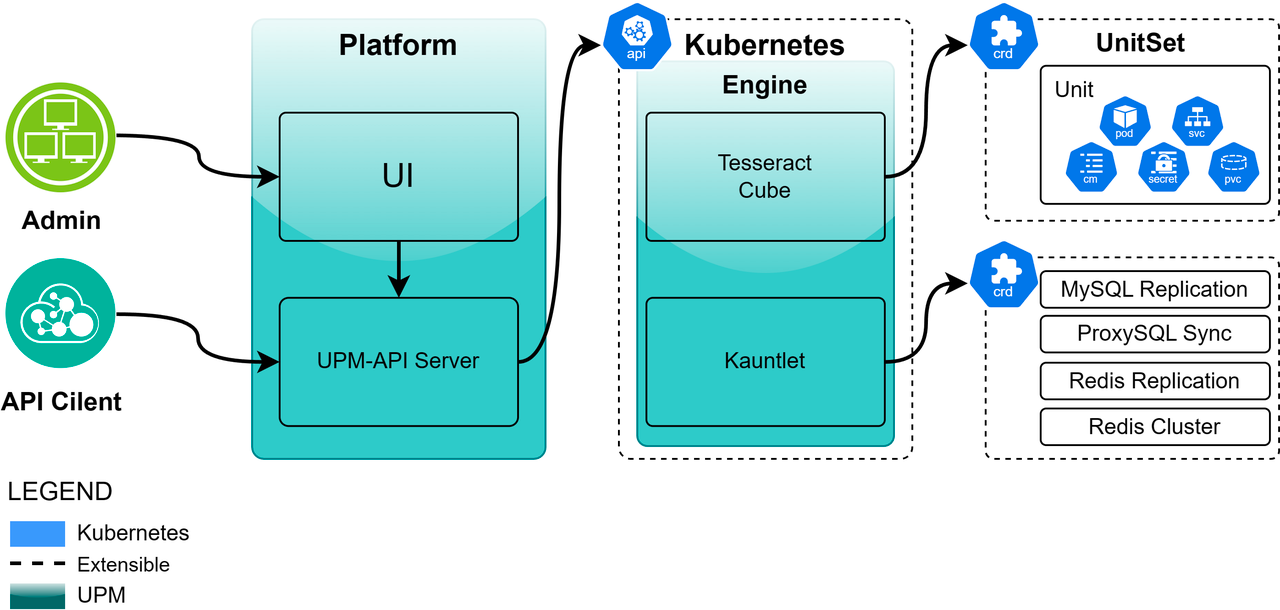 Platform
api
Kubernetes
crd
UnitSet
Engine
Unit
pod
svc
cm
secret
pvc
UI
Tesseract
Cube
Admin
crd
MySQL Replication
ProxySQL Sync
Redis Replication
Redis Cluster
UPM-API Server
Kauntlet
API Cilent
LEGEND
Kubernetes
Extensible
UPM